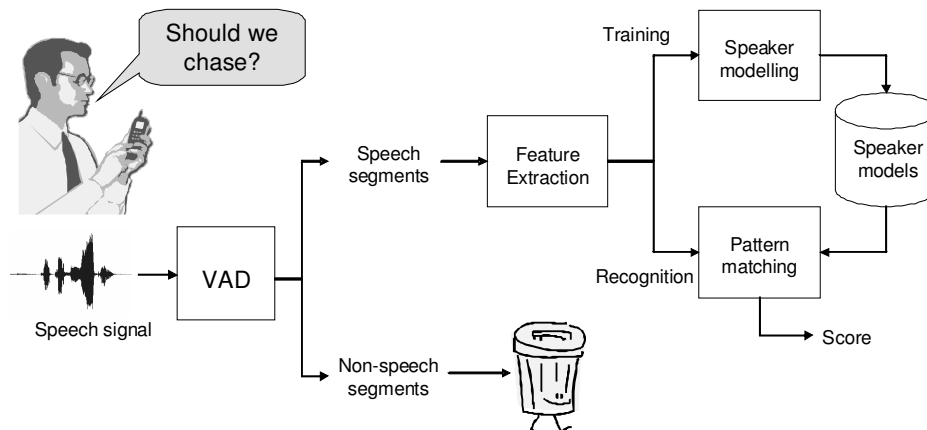 Should we
chase?
Training
Speaker
modelling
Speech
segments
Feature
Extraction
Speaker
models
VAD
Recognition
Pattern
matching
Speech signal
Score
Non-speech
segments